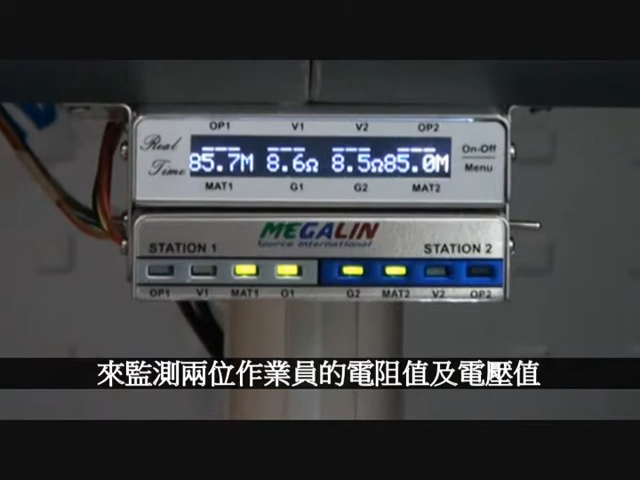 OP1 V1 V2 OP2
Real Time
--- --- --- ---
85.7M 8.6Ω 8.5Ω 85.0M
On-Off
Menu
MAT1 G1 G2 MAT2
MEGALIN
Source International
STATION 1 STATION 2
OP1 V1 MAT1 G1 G2 MAT2 V2 OP2
來監測兩位作業員的電阻值及電壓值